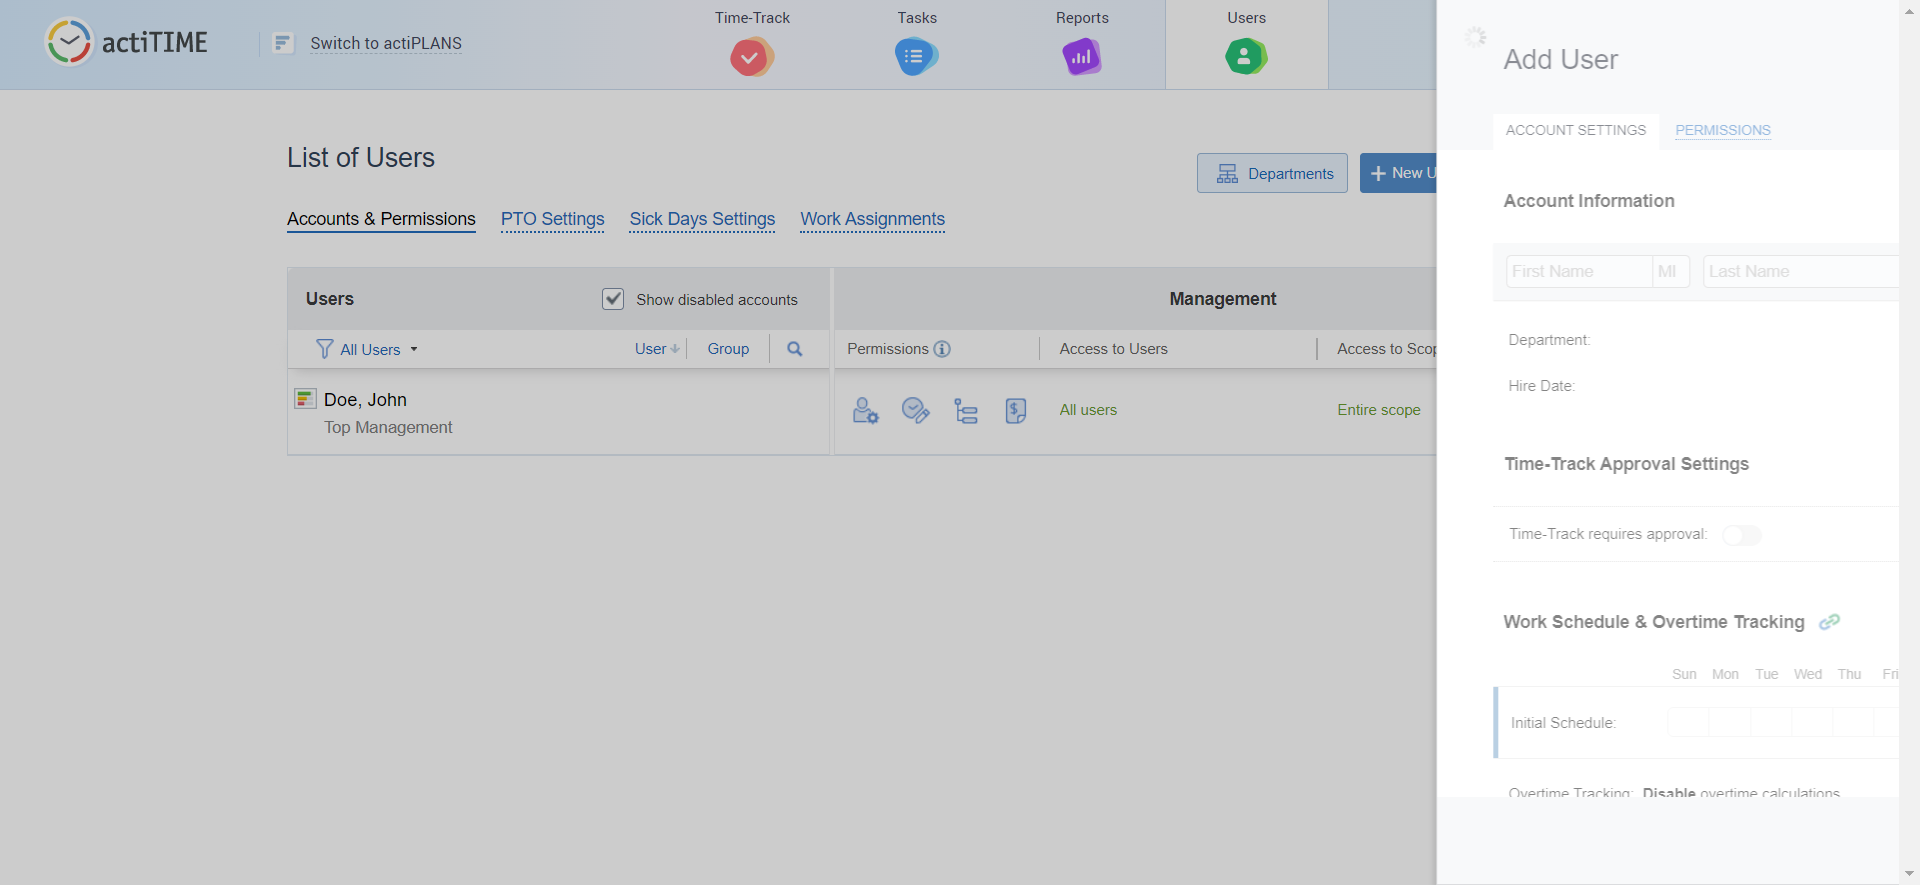 actiTIME
Switch to actiPLANS
Time-Track
Tasks
Reports
Users
List of Users
Departments
New U
Accounts & Permissions
PTO Settings
Sick Days Settings
Work Assignments
Users
Show disabled accounts
Management
All Users
User
Group
Permissions
Access to Users
Access to Scop
Doe, John
Top Management
All users
Entire scope
Add User
ACCOUNT SETTINGS
PERMISSIONS
Account Information
First Name
MI
Last Name
Department:
Hire Date:
Time-Track Approval Settings
Time-Track requires approval:
Work Schedule & Overtime Tracking
Sun Mon Tue Wed Thu Fri
Initial Schedule:
Overtime Tracking: Disable overtime calculations